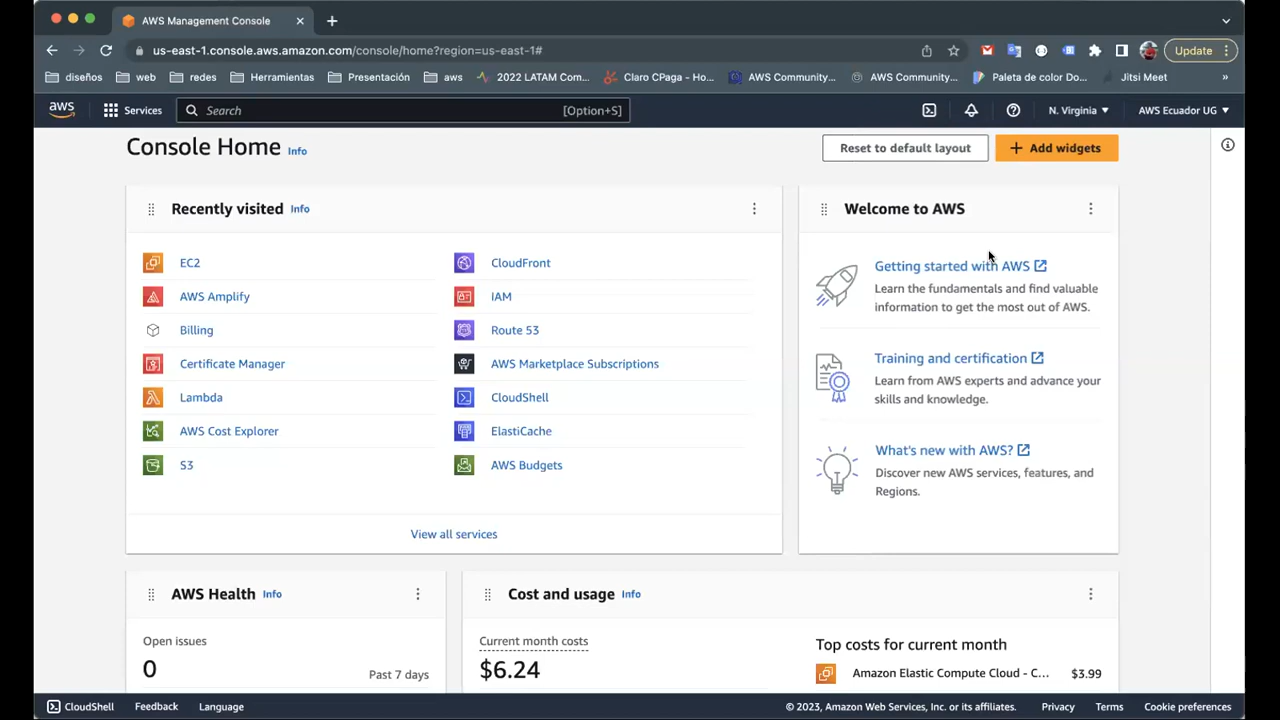 AWS Management Console
us-east-1.console.aws.amazon.com/console/home?region=us-east-1#
Update
diseños
web
redes
Herramientas
Presentación
aws
2022 LATAM Com...
Claro CPaga - Ho...
AWS Community...
AWS Community...
Paleta de color Do...
Jitsi Meet
»
aws
Services
Search
[Option+S]
N. Virginia
AWS Ecuador UG
Console Home Info
Reset to default layout
+ Add widgets
Recently visited Info
EC2
AWS Amplify
Billing
Certificate Manager
Lambda
AWS Cost Explorer
S3
CloudFront
IAM
Route 53
AWS Marketplace Subscriptions
CloudShell
ElastiCache
AWS Budgets
View all services
Welcome to AWS
Getting started with AWS
Learn the fundamentals and find valuable
information to get the most out of AWS.
Training and certification
Learn from AWS experts and advance your
skills and knowledge.
What's new with AWS?
Discover new AWS services, features, and
Regions.
AWS Health Info
Open issues
0
Past 7 days
Cost and usage Info
Current month costs
$6.24
Top costs for current month
Amazon Elastic Compute Cloud - C...
$3.99
CloudShell
Feedback
Language
© 2023, Amazon Web Services, Inc. or its affiliates.
Privacy
Terms
Cookie preferences